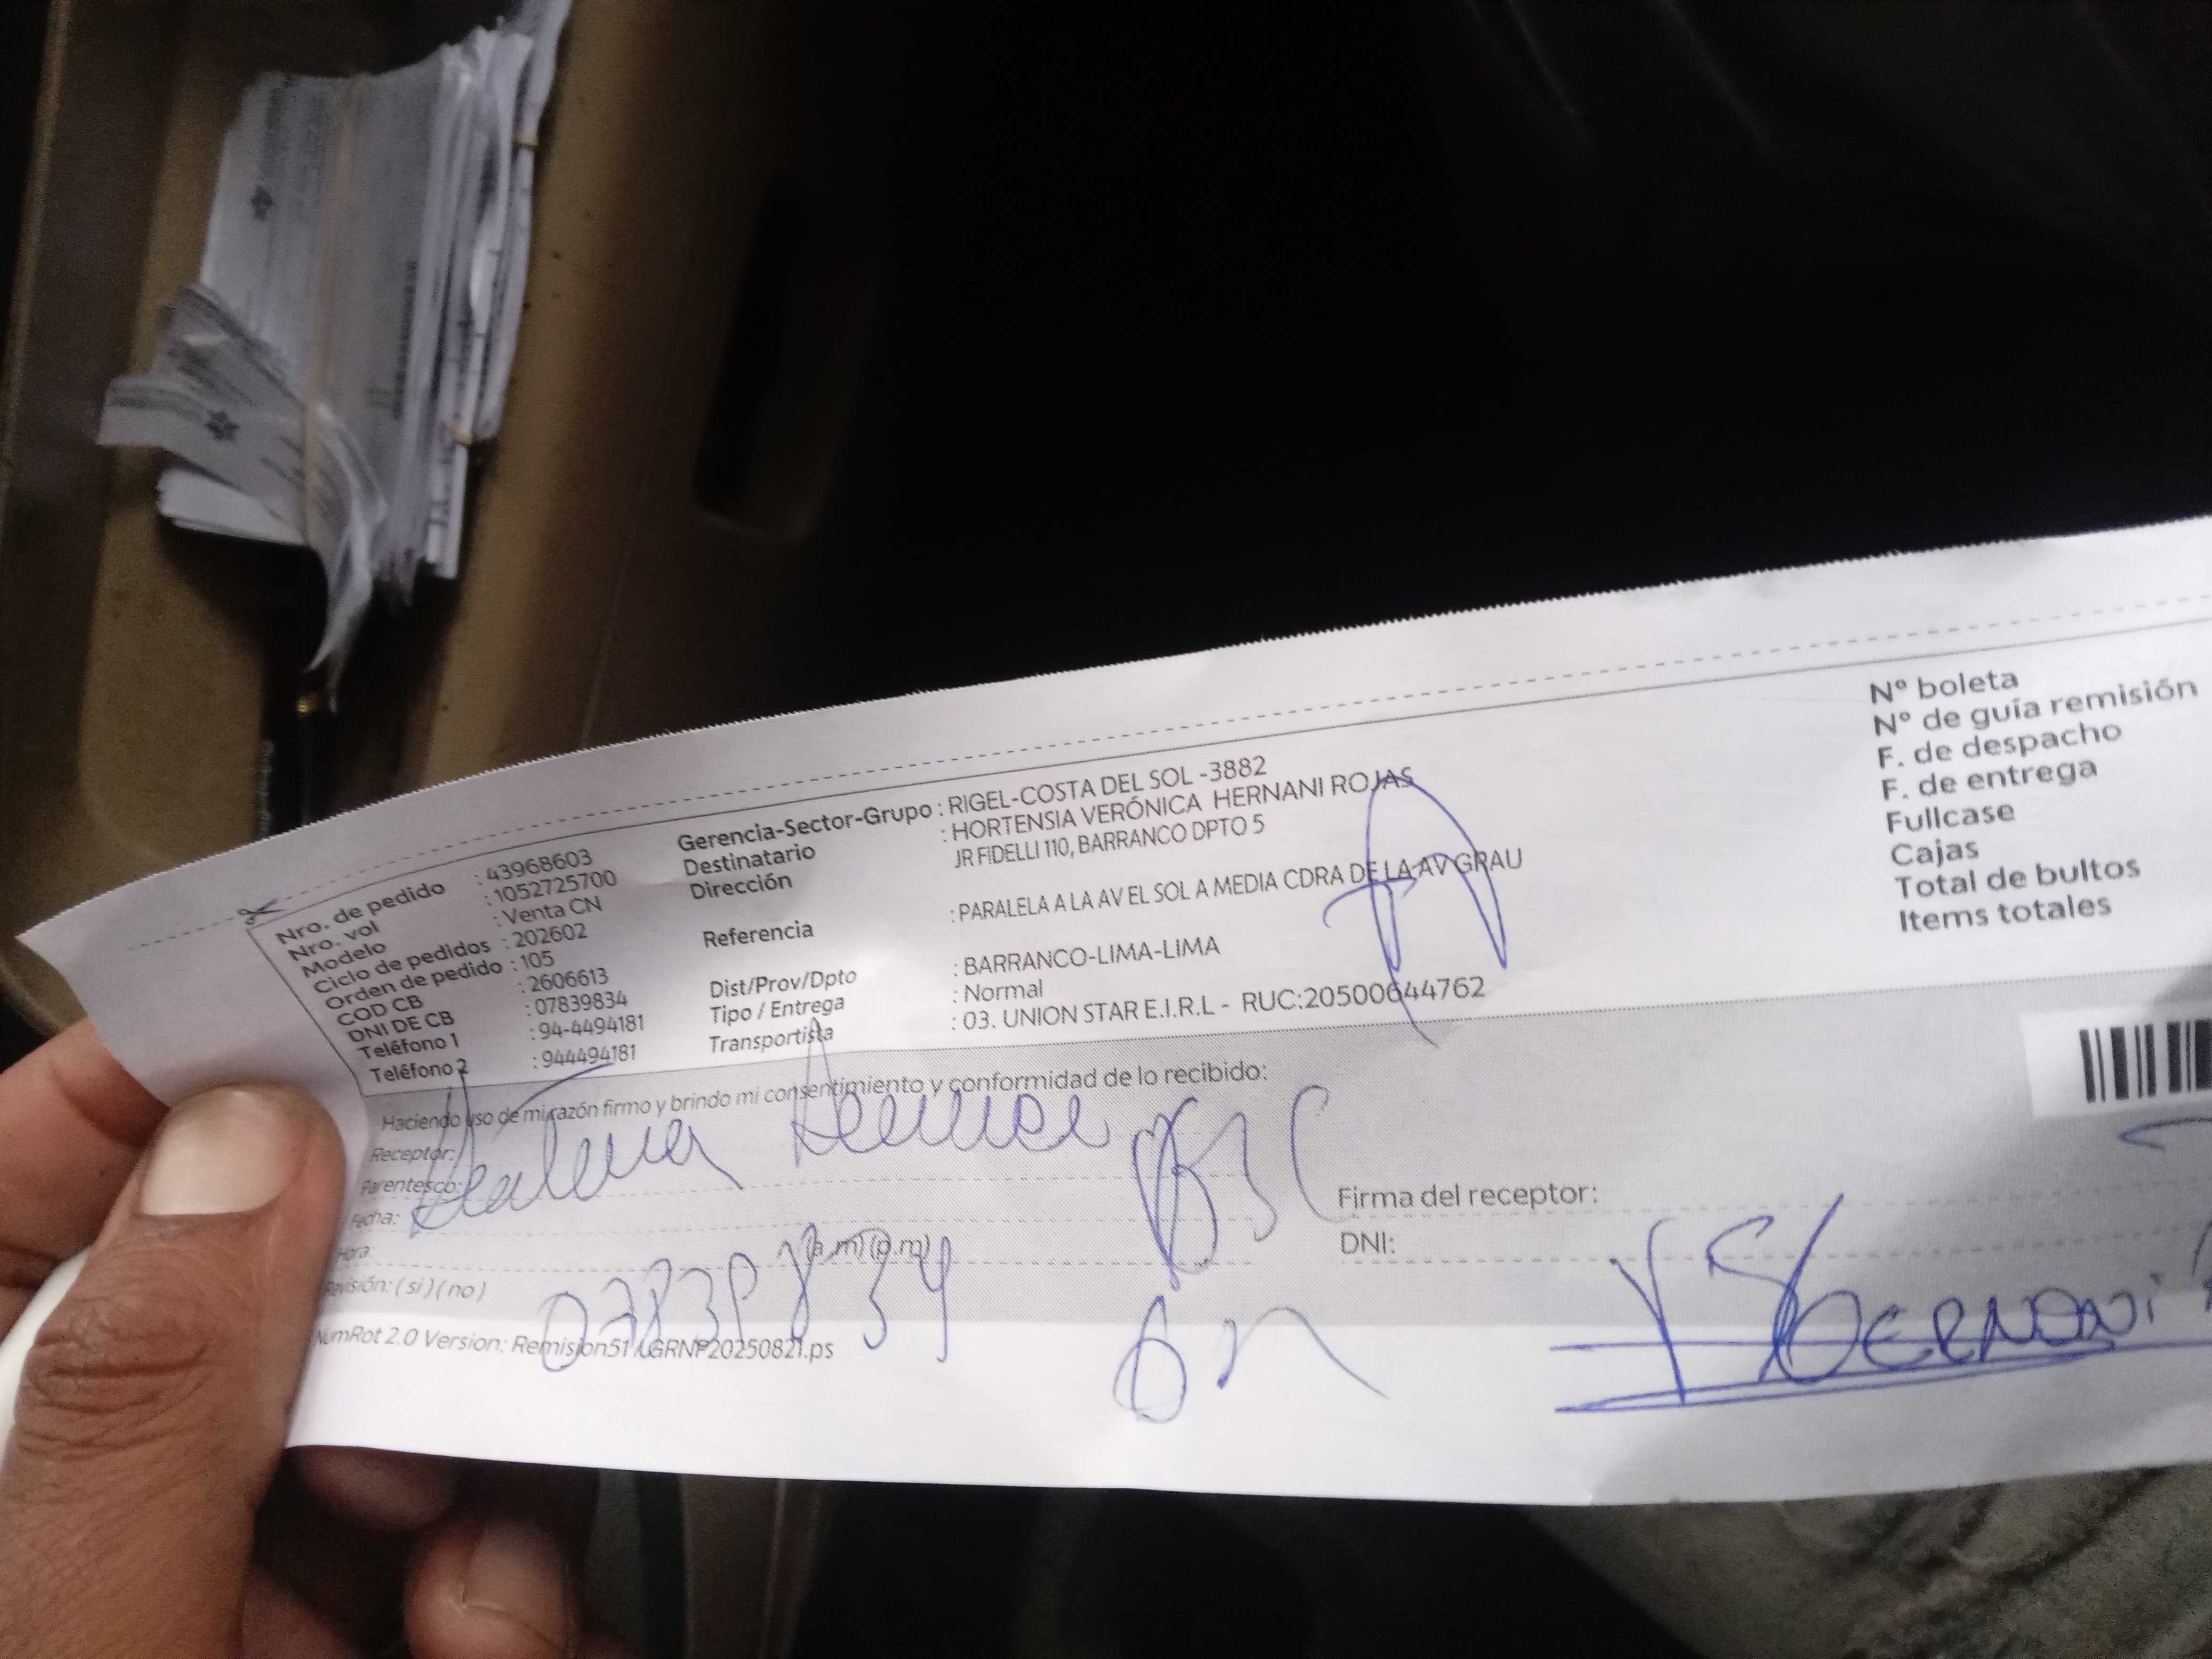 Nro. de pedido : 43968603
Nro. vol : 1052725700
Modelo : Venta CN
Ciclo de pedidos : 202602
Orden de pedido : 105
COD CB : 2606613
DNI DE CB : 07839834
Teléfono 1 : 94-4494181
Teléfono 2 : 944494181
Gerencia-Sector-Grupo : RIGEL-COSTA DEL SOL -3882
Destinatario : HORTENSIA VERÓNICA HERNANI ROJAS
Dirección JR FIDELLI 110, BARRANCO DPTO 5
Referencia : PARALELA A LA AV EL SOL A MEDIA CDRA DE LA AV GRAU
Dist/Prov/Dpto : BARRANCO-LIMA-LIMA
Tipo / Entrega : Normal
Transportista : 03. UNION STAR E.I.R.L - RUC:20500644762
Nº boleta
Nº de guía remisión
F. de despacho
F. de entrega
Fullcase
Cajas
Total de bultos
Items totales
Haciendo uso de mi razón firmo y brindo mi consentimiento y conformidad de lo recibido:
Receptor:
Parentesco:
Fecha:
Hora: (a.m) (p.m)
Revisión: ( si ) ( no )
07839834
Firma del receptor:
DNI:
NumRot 2.0 Version: Remision51 / GRNP20250821.ps